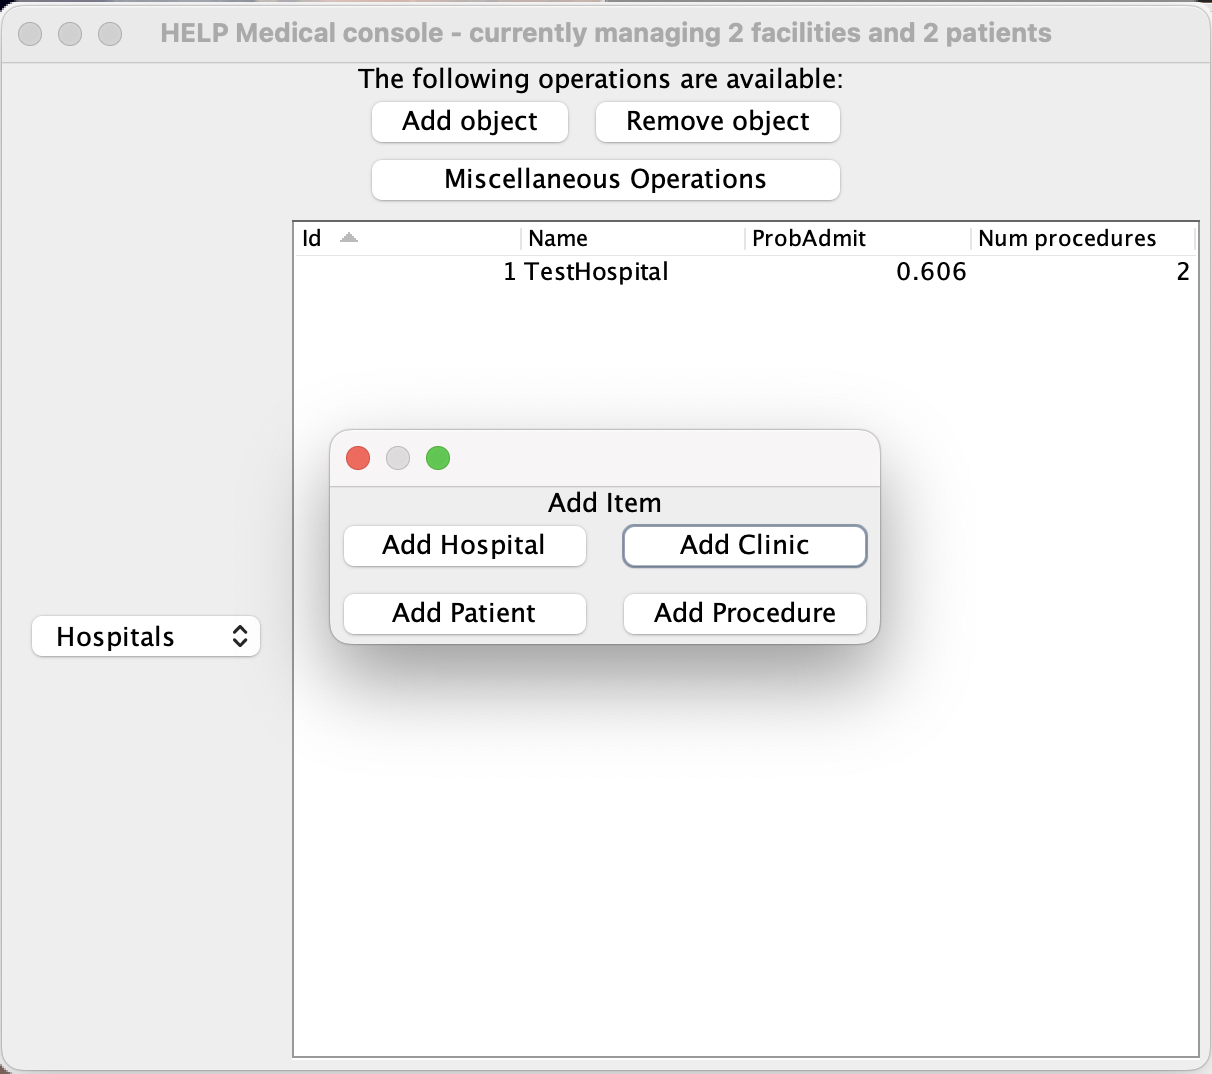 HELP Medical console - currently managing 2 facilities and 2 patients
The following operations are available:
Add object Remove object
Miscellaneous Operations
Id Name ProbAdmit Num procedures
1 TestHospital 0.606 2
Add Item
Add Hospital Add Clinic
Add Patient Add Procedure
Hospitals